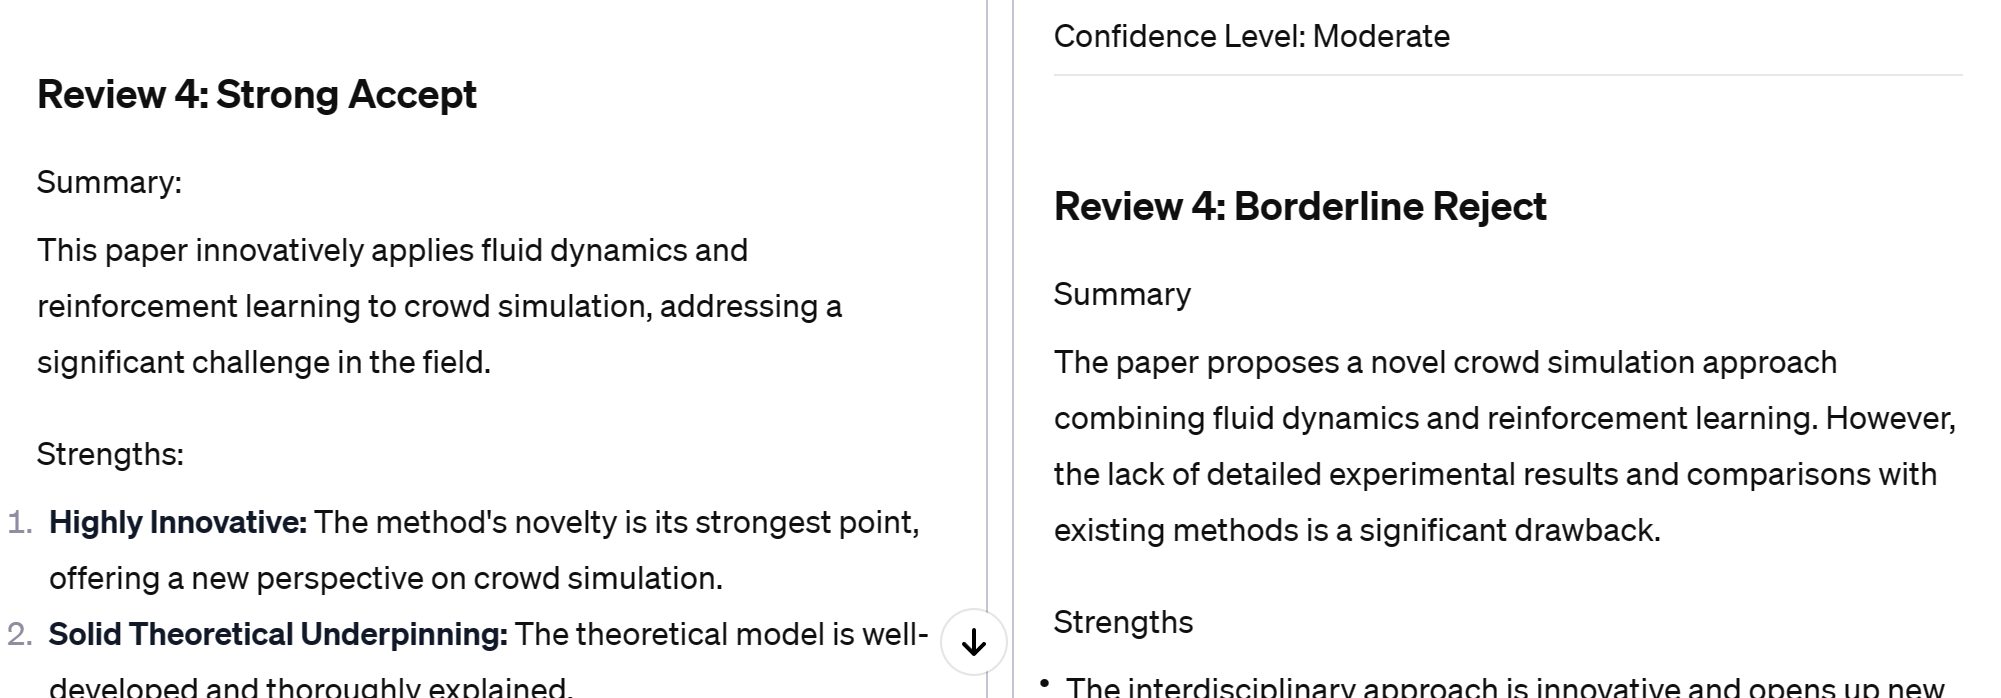 Review 4: Strong Accept
Summary:
This paper innovatively applies fluid dynamics and
reinforcement learning to crowd simulation, addressing a
significant challenge in the field.
Strengths:
1. Highly Innovative: The method's novelty is its strongest point,
offering a new perspective on crowd simulation.
2. Solid Theoretical Underpinning: The theoretical model is well-
developed and thoroughly explained.
Confidence Level: Moderate
Review 4: Borderline Reject
Summary
The paper proposes a novel crowd simulation approach
combining fluid dynamics and reinforcement learning. However,
the lack of detailed experimental results and comparisons with
existing methods is a significant drawback.
Strengths
• The interdisciplinary approach is innovative and opens up new